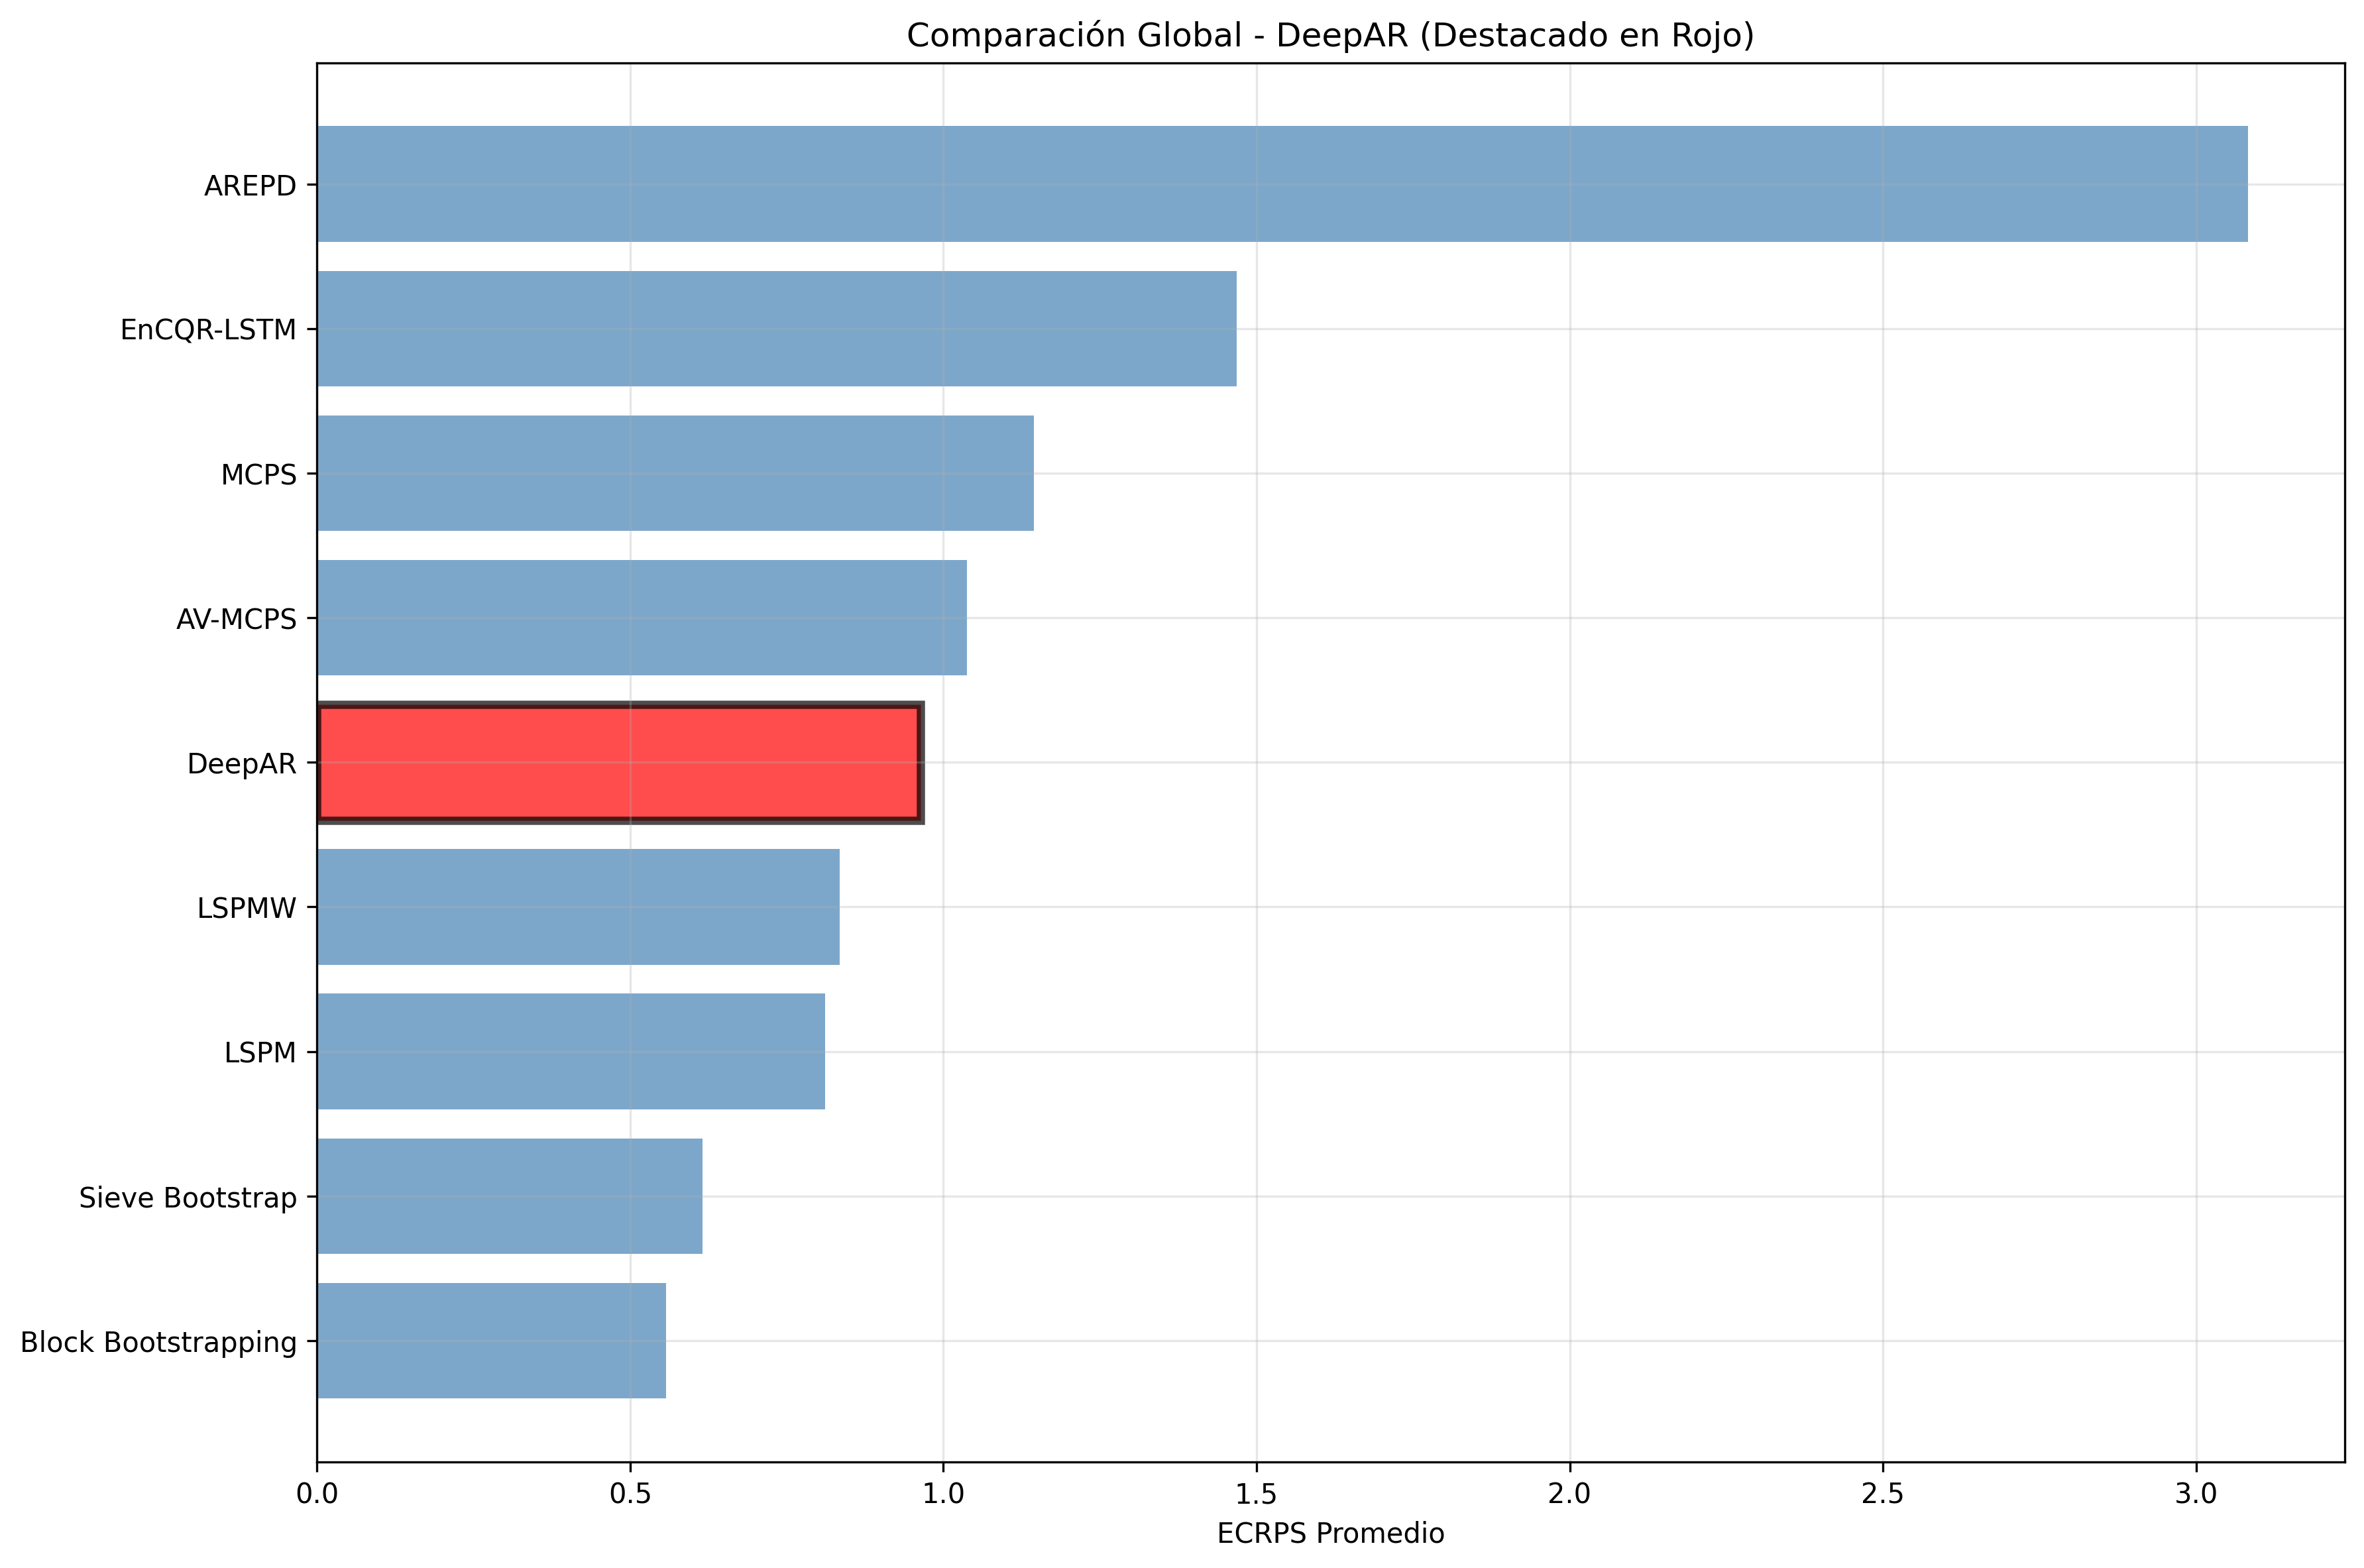 Comparación Global - DeepAR (Destacado en Rojo)
AREPD
EnCQR-LSTM
MCPS
AV-MCPS
DeepAR
LSPMW
LSPM
Sieve Bootstrap
Block Bootstrapping
0.0 0.5 1.0 1.5 2.0 2.5 3.0
ECRPS Promedio